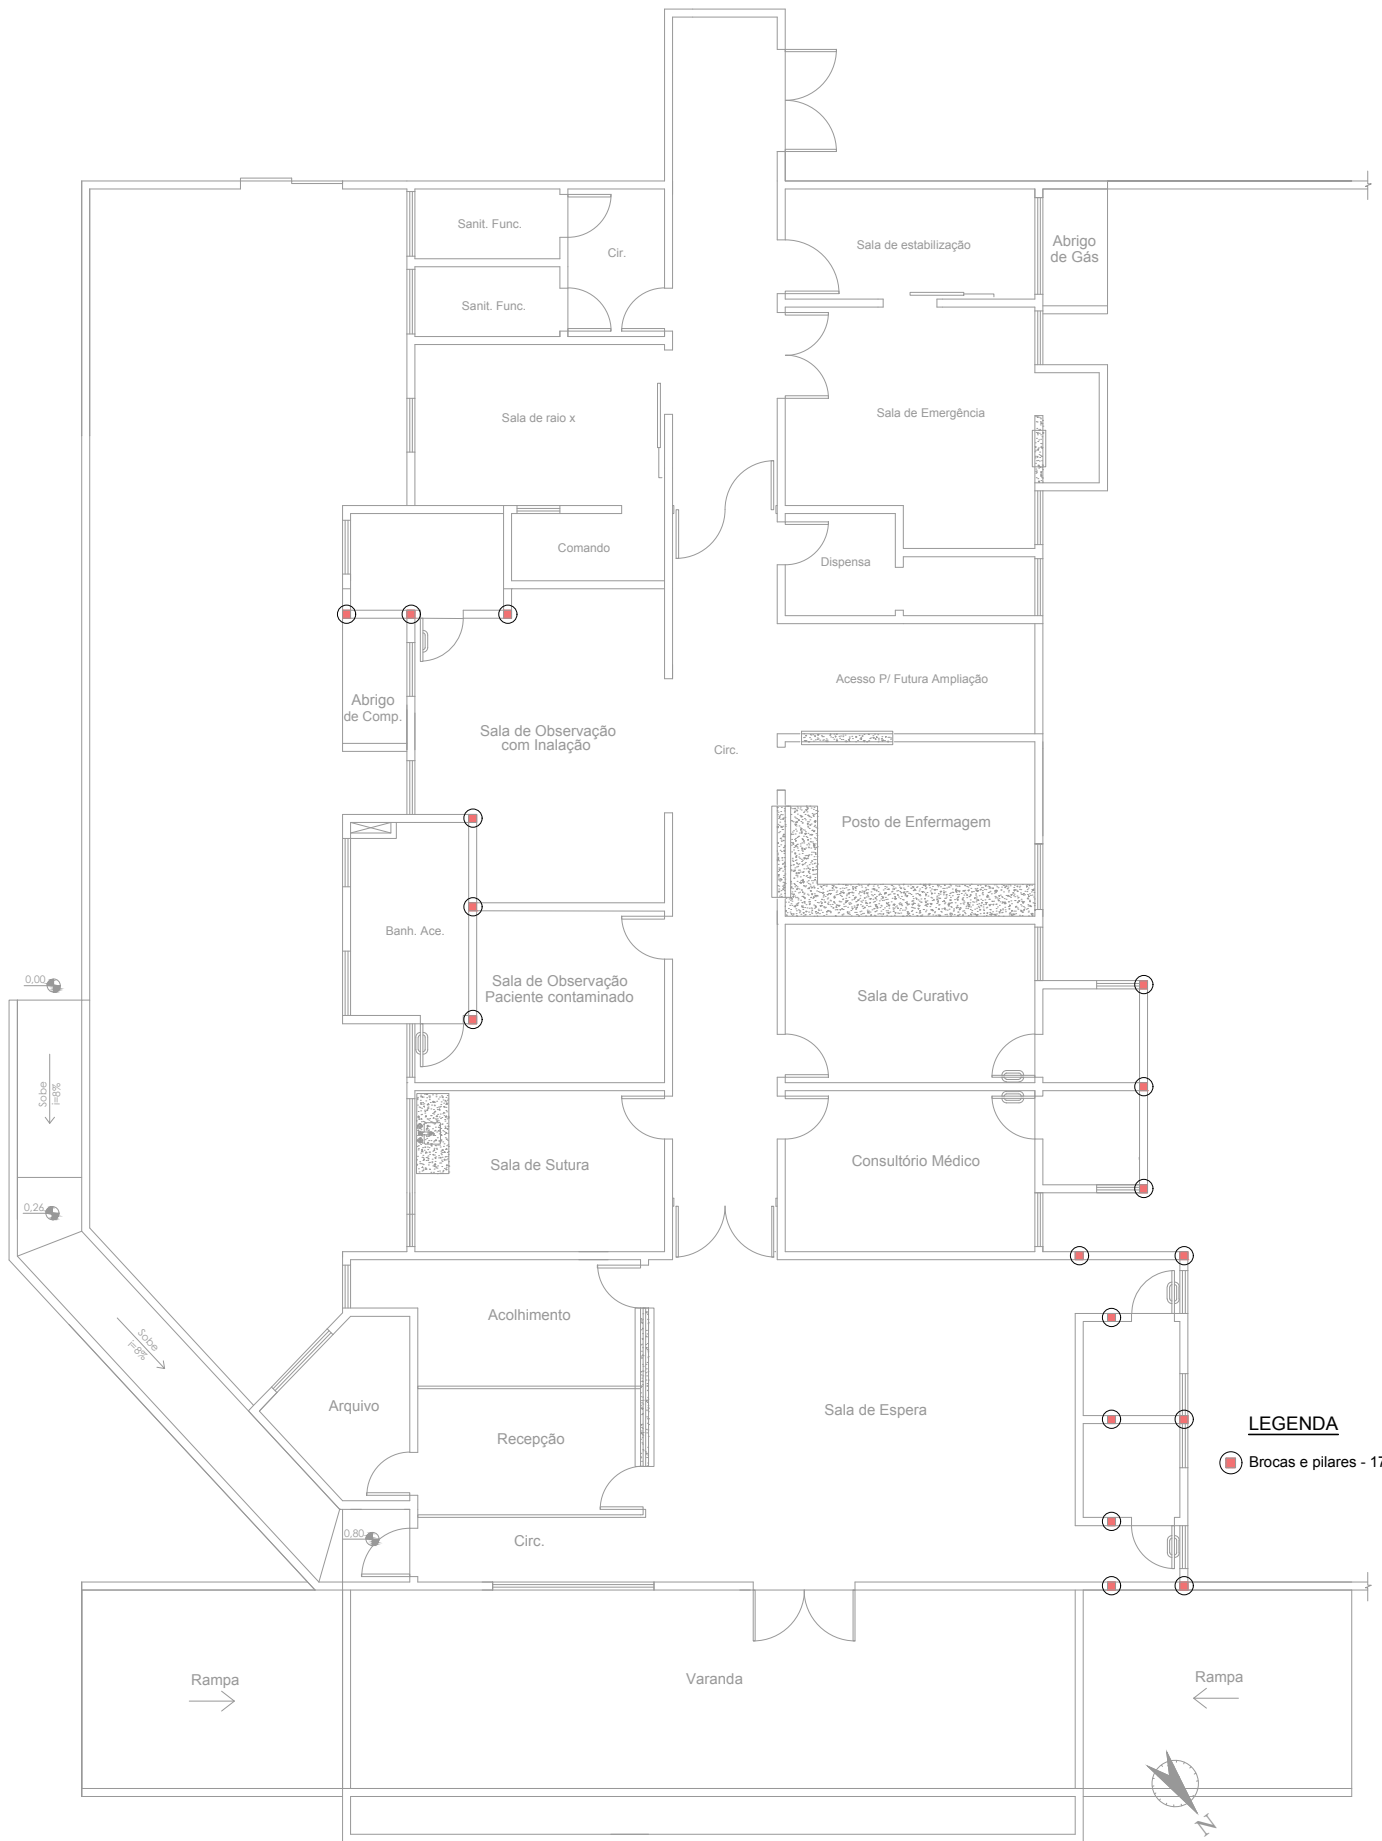 Sanit. Func.
Cir.
Sala de estabilização
Abrigo
de Gás
Sanit. Func.
Sala de raio x
Sala de Emergência
Comando
Dispensa
Abrigo
de Comp.
Sala de Observação
com Inalação
Circ.
Acesso P/ Futura Ampliação
Posto de Enfermagem
Banh. Ace.
Sala de Observação
Paciente contaminado
Sala de Curativo
0,00
Sobe
i=8%
0,26
Sala de Sutura
Consultório Médico
Sobe
i=8%
Acolhimento
Arquivo
Recepção
Sala de Espera
LEGENDA
Brocas e pilares - 17
0,80
Circ.
Rampa
Varanda
Rampa
N